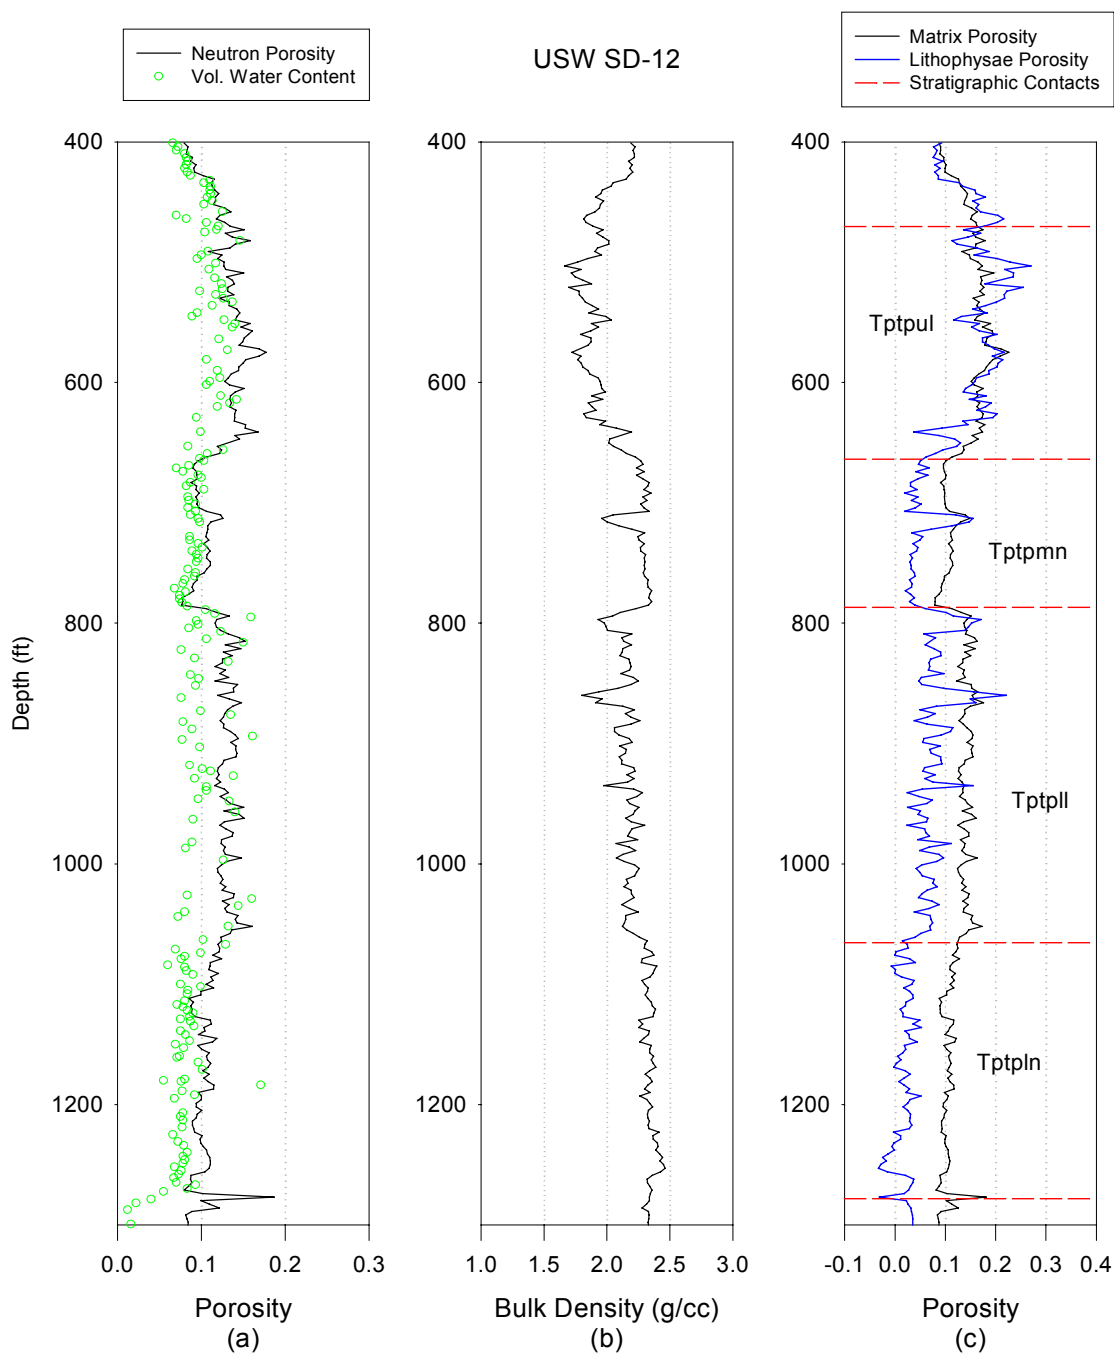 Neutron Porosity
Vol. Water Content
USW SD-12
Matrix Porosity
Lithophysae Porosity
Stratigraphic Contacts
400
600
800
1000
1200
Depth (ft)
0.0 0.1 0.2 0.3
Porosity
(a)
400
600
800
1000
1200
1.0 1.5 2.0 2.5 3.0
Bulk Density (g/cc)
(b)
400
600
800
1000
1200
Tptpul
Tptpmn
Tptpll
Tptpln
-0.1 0.0 0.1 0.2 0.3 0.4
Porosity
(c)